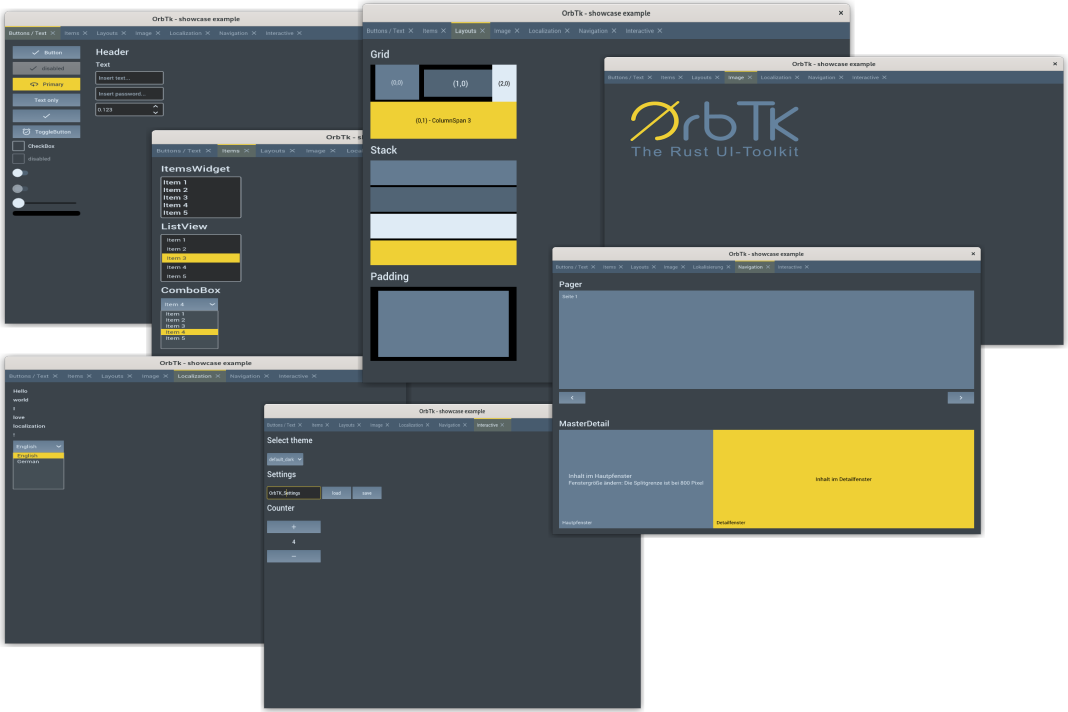 OrbTk - showcase example
Buttons / Text × Items × Layouts × Image × Localization × Navigation × Interactive ×
Button
disabled
Primary
Text only
ToggleButton
CheckBox
disabled
Header
Text
Insert text...
Insert password...
0.123
OrbTk - s
Buttons / Text × Items × Layouts × Image × Loca
ItemsWidget
Item 1
Item 2
Item 3
Item 4
Item 5
ListView
Item 1
Item 2
Item 3
Item 4
Item 5
ComboBox
Item 4
Item 1
Item 2
Item 3
Item 4
Item 5
OrbTk - showcase example ×
Buttons / Text × Items × Layouts × Image × Localization × Navigation × Interactive ×
Grid
(0,0)
(1,0)
(2,0)
(0,1) - ColumnSpan 3
Stack
Padding
OrbTk - showcase example ×
Buttons / Text × Items × Layouts × Image × Localization × Navigation × Interactive ×
OrbTk
The Rust UI-Toolkit
OrbTk - showcase example ×
Buttons / Text × Items × Layouts × Image × Lokalisierung × Navigation × Interactive ×
Pager
Seite 1
<
>
MasterDetail
Inhalt im Hautpfenster
Fenstergröße ändern: Die Splitgrenze ist bei 800 Pixel
Hautpfenster
Inhalt im Detailfenster
Detailfenster
OrbTk - showcase example
Buttons / Text × Items × Layouts × Image × Localization × Navigation × Interactive ×
Hello
world
I
love
localization
!
English
English
German
OrbTk - showcase example
Buttons / Text × Items × Layouts × Image × Localization × Navigation × Interactive ×
Select theme
default_dark
Settings
OrbTK_Settings
load
save
Counter
+
4
−